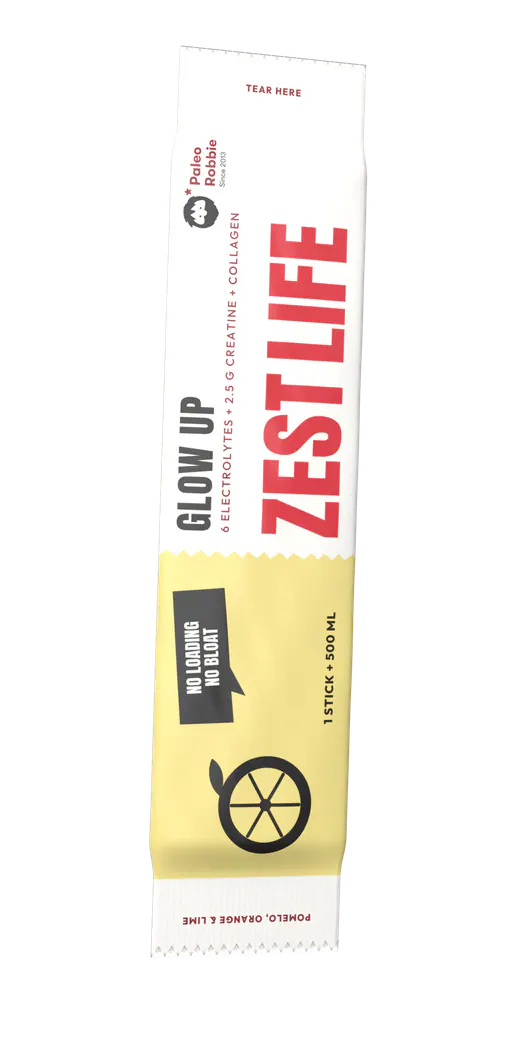 TEAR HERE
Paleo
Robbie
Since 2013
GLOW UP
6 ELECTROLYTES + 2.5 G CREATINE + COLLAGEN
ZEST LIFE
NO LOADING
NO BLOAT
1 STICK + 500 ML
POMELO, ORANGE & LIME